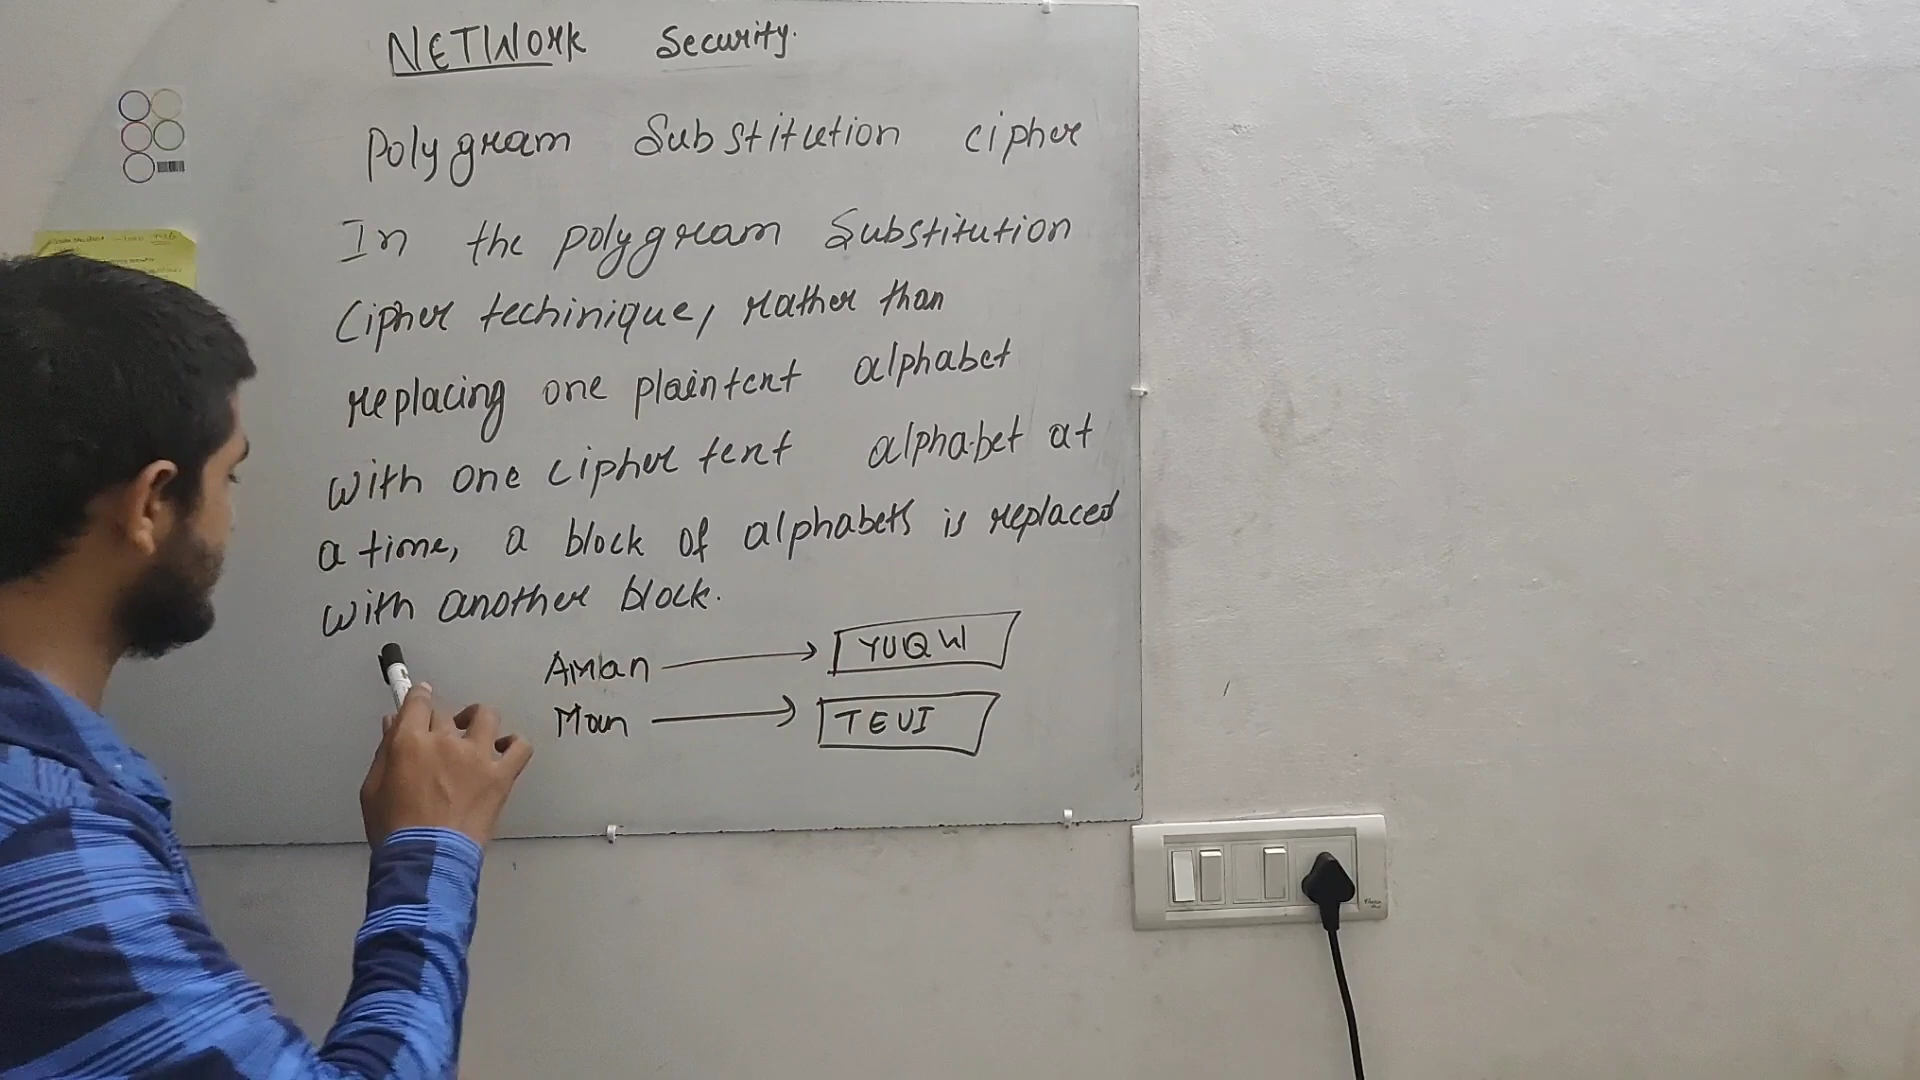 NETWork Security.
Polygram Substitution cipher
In the polygram Substitution
Cipher techinique, rather than
replacing one plaintext alphabet
with one cipher text alphabet at
a time, a block of alphabets is replaced
with another block.
Aman → YUQW
Man → TEUI